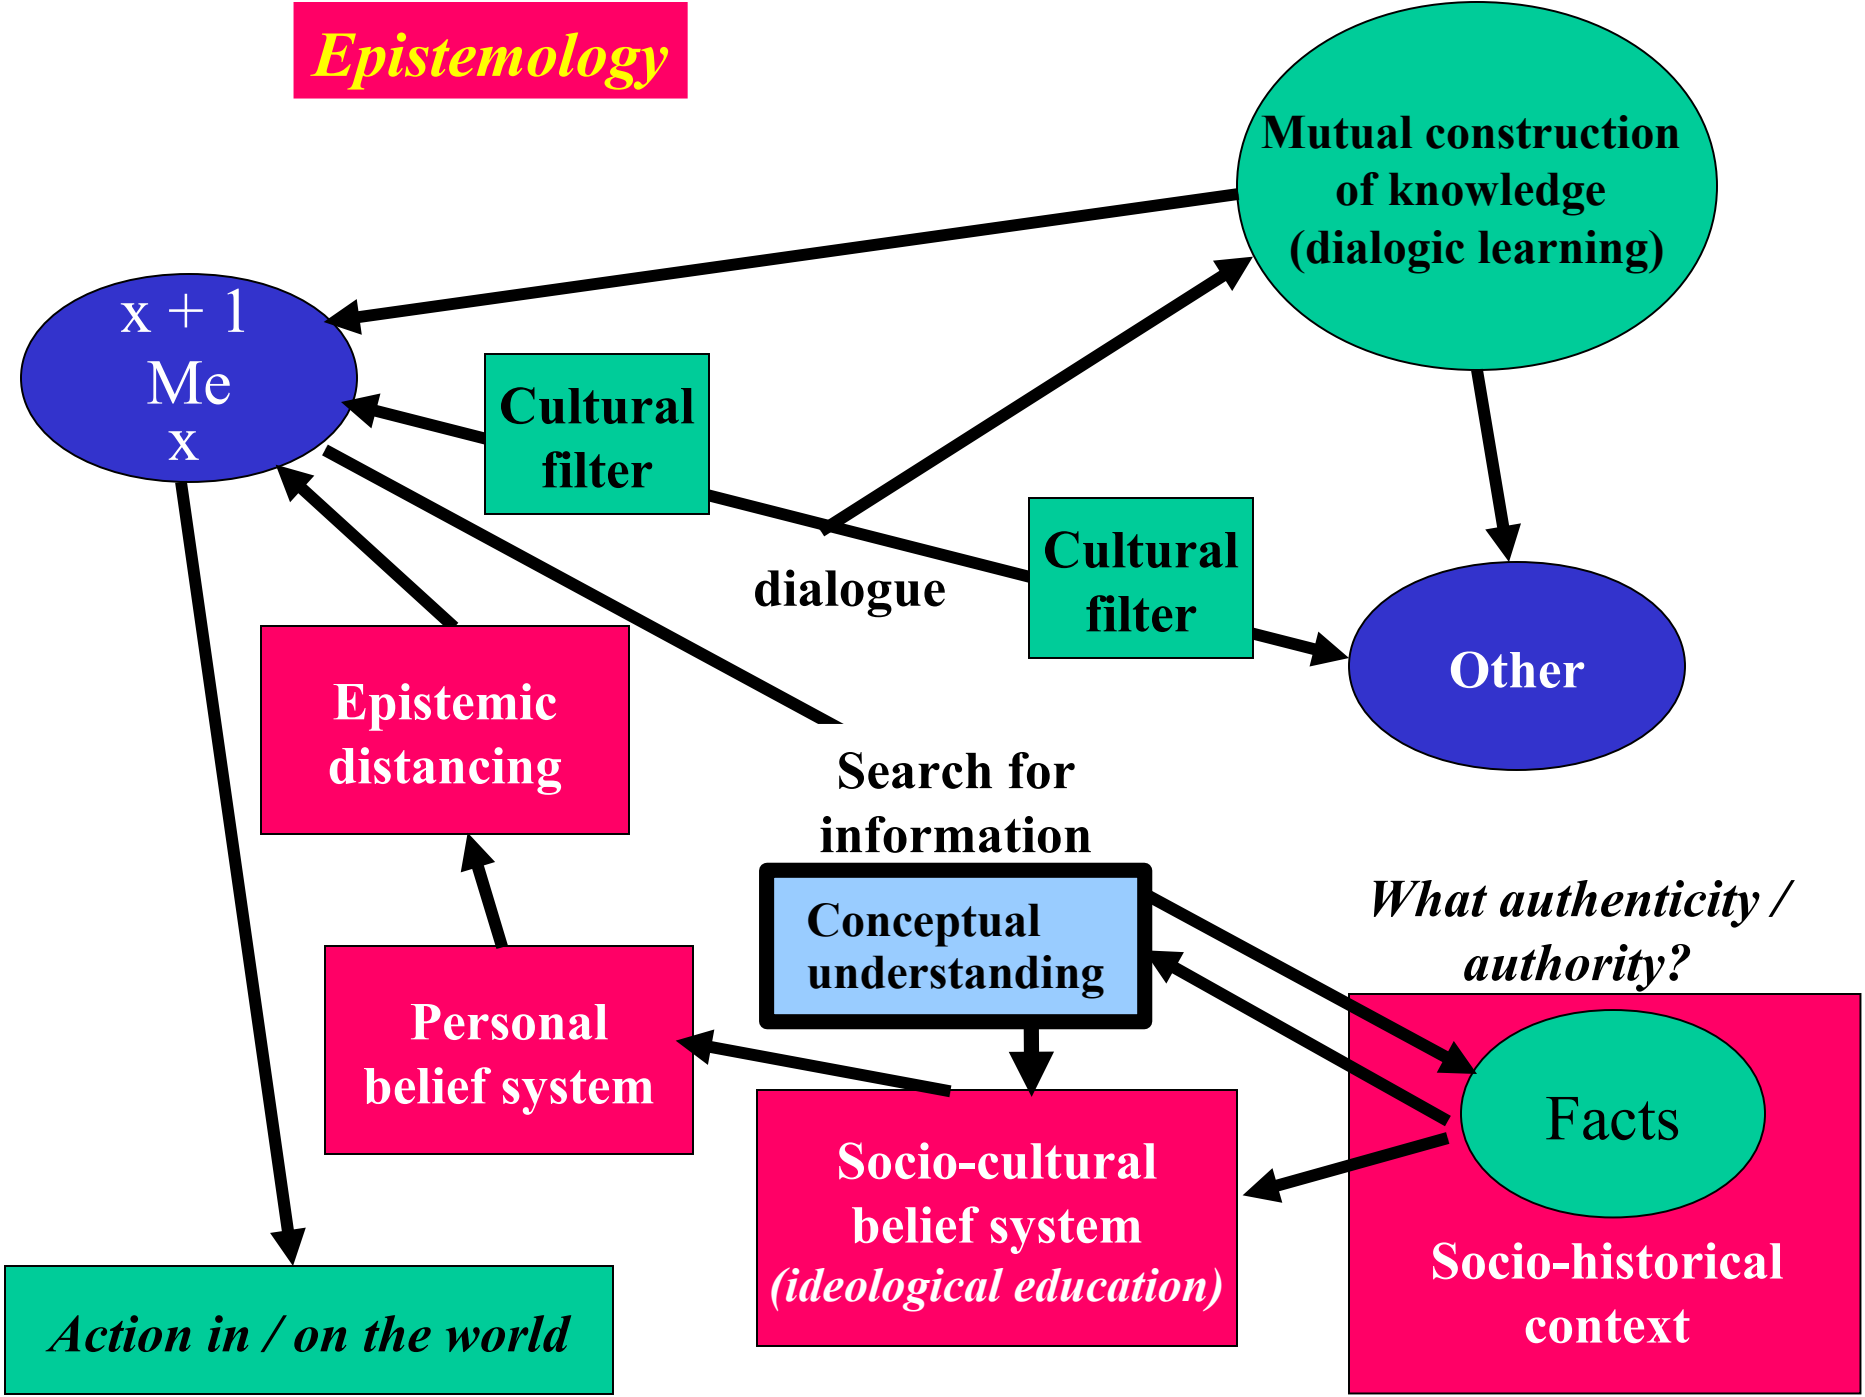 Epistemology
Mutual construction
of knowledge
(dialogic learning)
x + 1
Me
x
Cultural
filter
dialogue
Cultural
filter
Other
Epistemic
distancing
Search for
information
Conceptual
understanding
What authenticity /
authority?
Personal
belief system
Facts
Socio-cultural
belief system
(ideological education)
Socio-historical
context
Action in / on the world